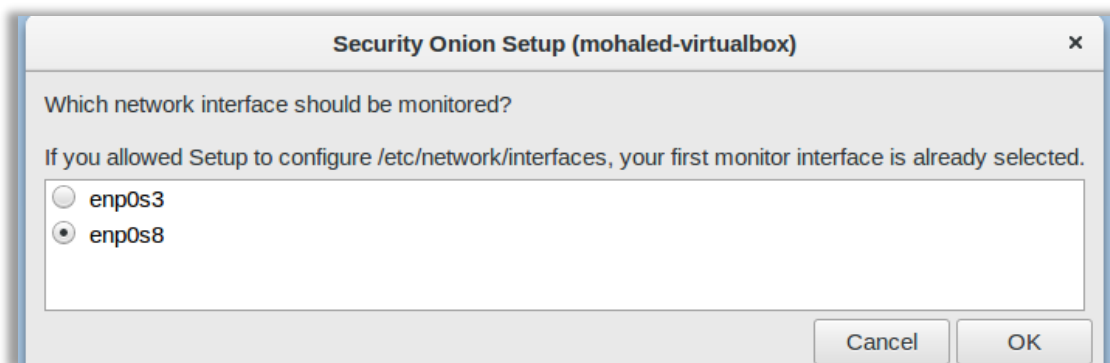 Security Onion Setup (mohaled-virtualbox) ×
Which network interface should be monitored?
If you allowed Setup to configure /etc/network/interfaces, your first monitor interface is already selected.
enp0s3
enp0s8
Cancel OK